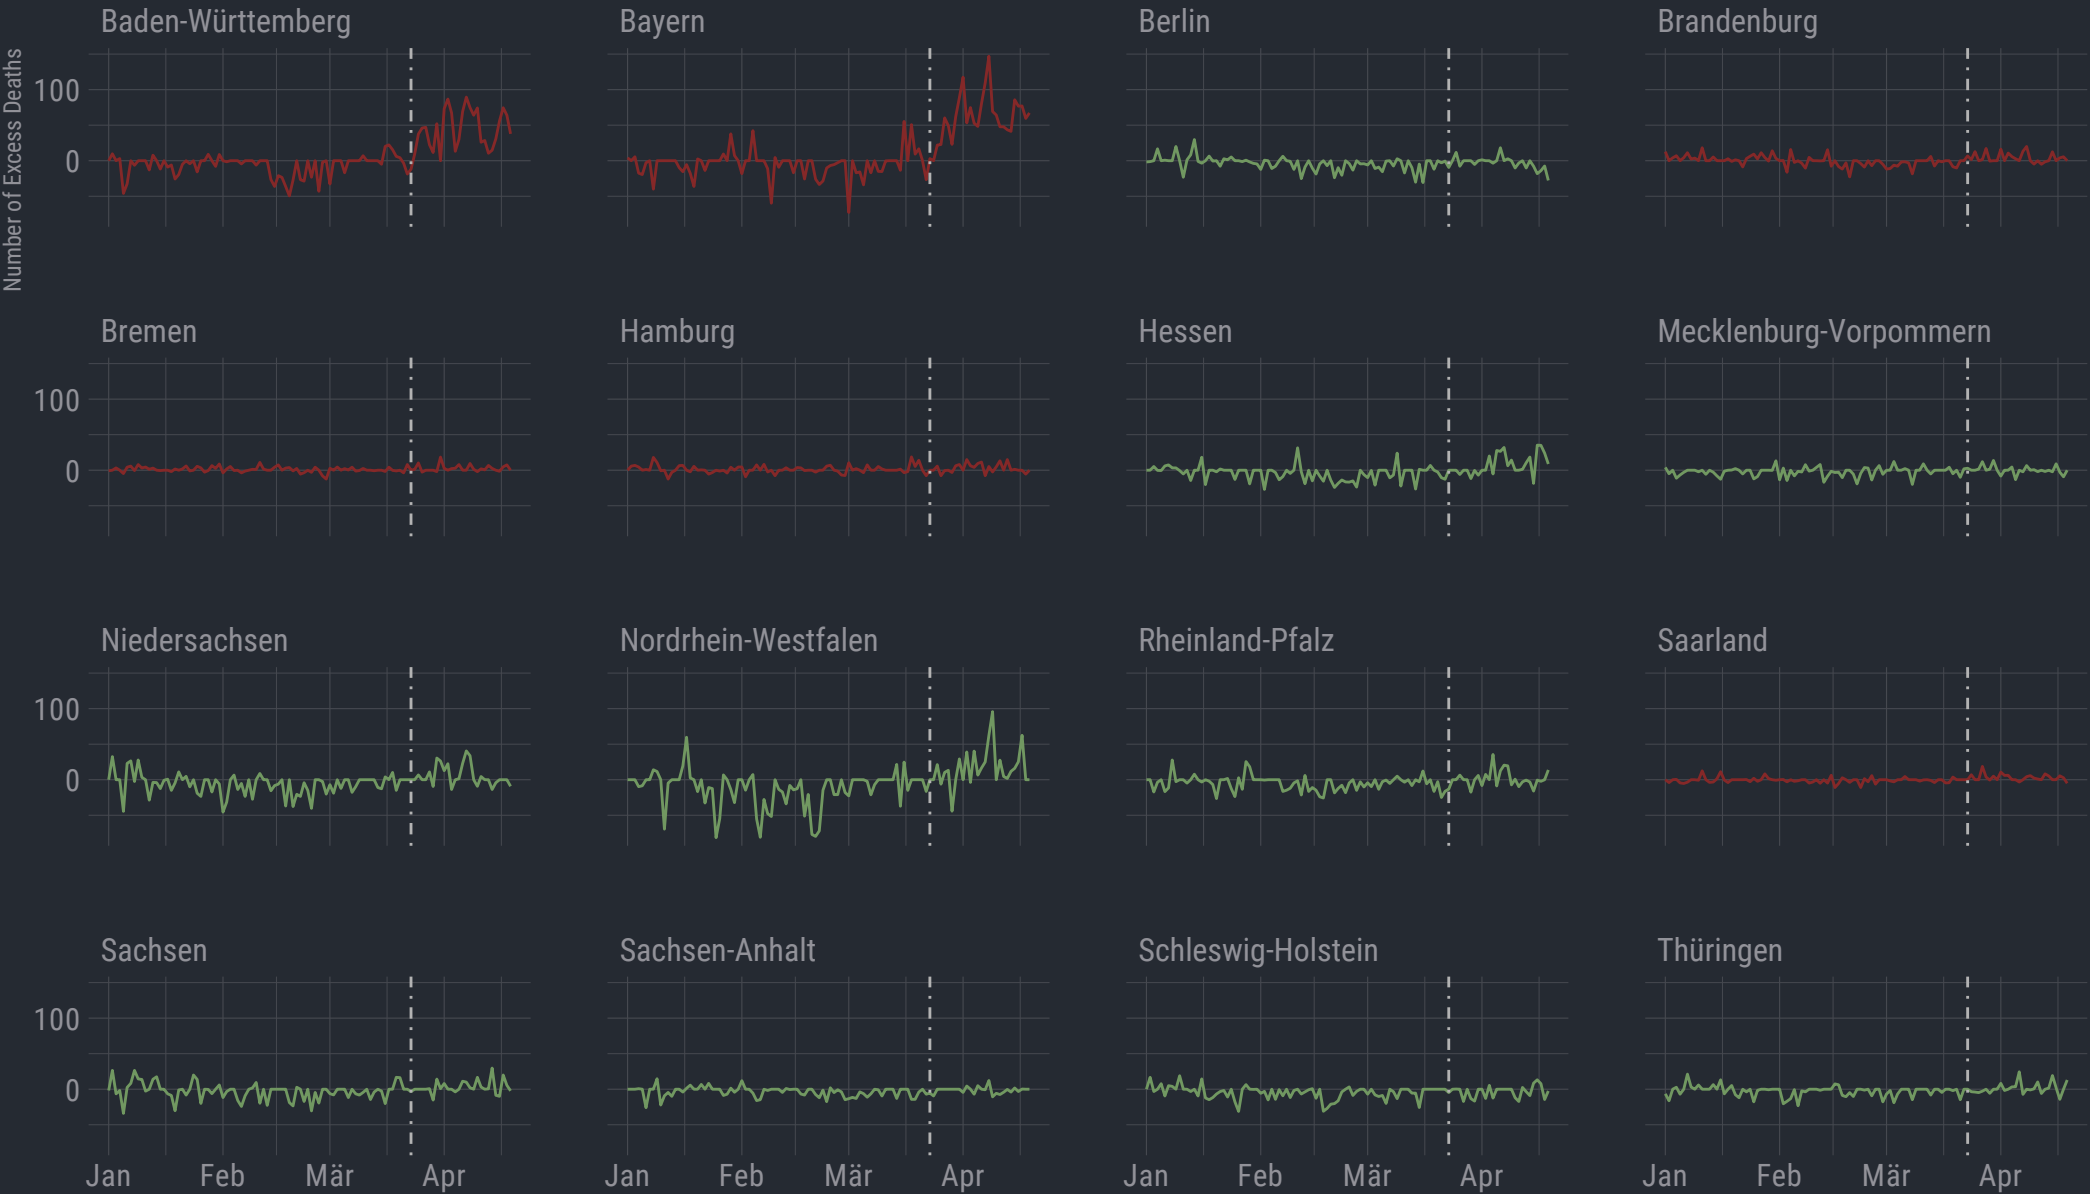 Baden-Württemberg
Bayern
Berlin
Brandenburg
Number of Excess Deaths
100
0
Bremen
Hamburg
Hessen
Mecklenburg-Vorpommern
100
0
Niedersachsen
Nordrhein-Westfalen
Rheinland-Pfalz
Saarland
100
0
Sachsen
Sachsen-Anhalt
Schleswig-Holstein
Thüringen
100
0
Jan Feb Mär Apr
Jan Feb Mär Apr
Jan Feb Mär Apr
Jan Feb Mär Apr